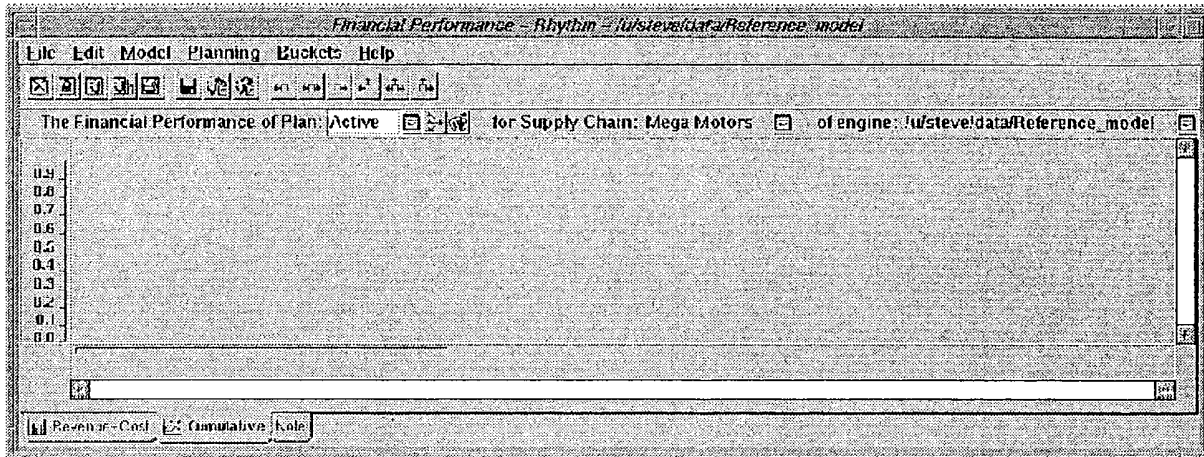 Financial Performance - Rhythm - /u/steve/data/Reference_model
File Edit Model Planning Buckets Help
The Financial Performance of Plan: Active for Supply Chain: Mega Motors of engine: /u/steve/data/Reference_model
0.9
0.8
0.7
0.6
0.5
0.4
0.3
0.2
0.1
0.0
Revenue-Cost Cumulative Note